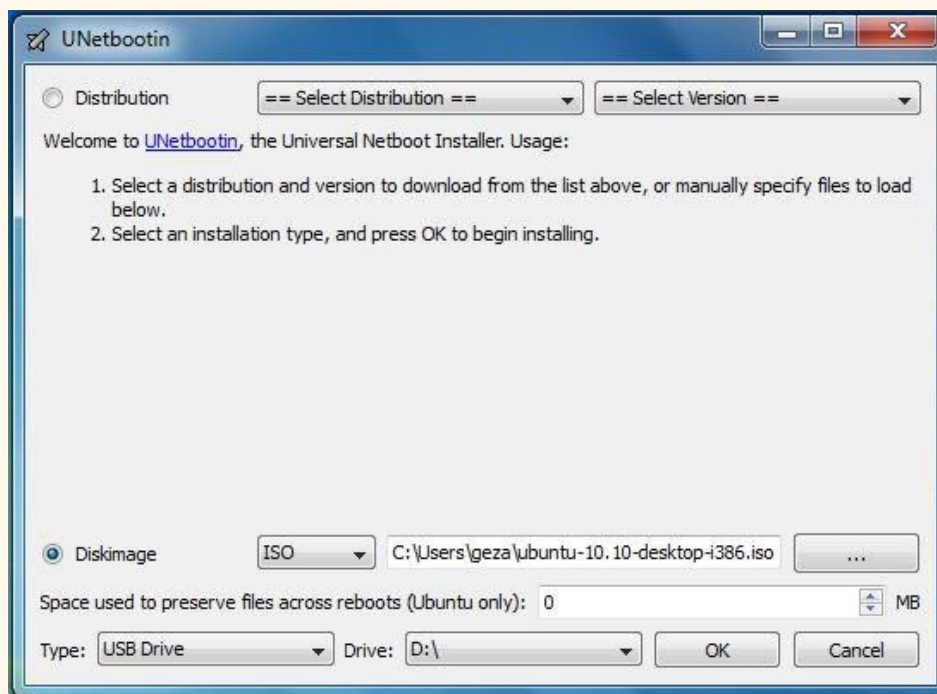 UNetbootin
Distribution == Select Distribution == == Select Version ==
Welcome to UNetbootin, the Universal Netboot Installer. Usage:
1. Select a distribution and version to download from the list above, or manually specify files to load
below.
2. Select an installation type, and press OK to begin installing.
Diskimage ISO C:\Users\geza\ubuntu-10.10-desktop-i386.iso ...
Space used to preserve files across reboots (Ubuntu only): 0 MB
Type: USB Drive Drive: D:\ OK Cancel